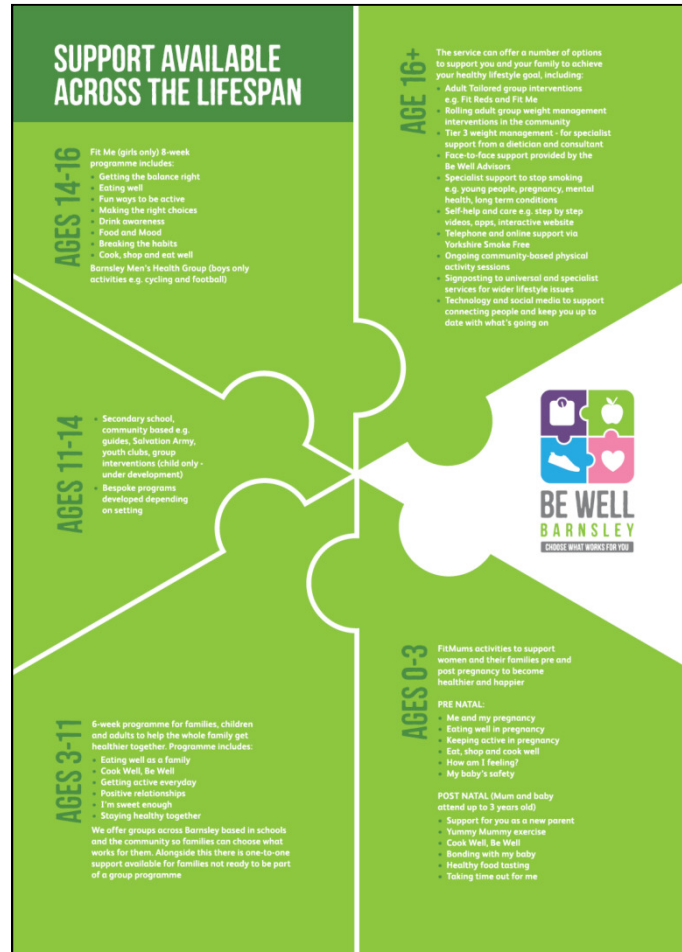 SUPPORT AVAILABLE
ACROSS THE LIFESPAN
AGES 14-16
Fit Me (girls only) 8-week
programme includes:
• Getting the balance right
• Eating well
• Fun ways to be active
• Making the right choices
• Drink awareness
• Food and Mood
• Breaking the habits
• Cook, shop and eat well
Barnsley Men's Health Group (boys only
activities e.g. cycling and football)
AGE 16+
The service can offer a number of options
to support you and your family to achieve
your healthy lifestyle goal, including:
• Adult Tailored group interventions
e.g. Fit Reds and Fit Me
• Rolling adult group weight management
interventions in the community
• Tier 3 weight management - for specialist
support from a dietician and consultant
• Face-to-face support provided by the
Be Well Advisors
• Specialist support to stop smoking
e.g. young people, pregnancy, mental
health, long term conditions
• Self-help and care e.g. step by step
videos, apps, interactive website
• Telephone and online support via
Yorkshire Smoke Free
• Ongoing community-based physical
activity sessions
• Signposting to universal and specialist
services for wider lifestyle issues
• Technology and social media to support
connecting people and keep you up to
date with what's going on
AGES 11-14
• Secondary school,
community based e.g.
guides, Salvation Army,
youth clubs, group
interventions (child only -
under development)
• Bespoke programs
developed depending
on setting
BE WELL
BARNSLEY
CHOOSE WHAT WORKS FOR YOU
AGES 3-11
6-week programme for families, children
and adults to help the whole family get
healthier together. Programme includes:
• Eating well as a family
• Cook Well, Be Well
• Getting active everyday
• Positive relationships
• I'm sweet enough
• Staying healthy together
We offer groups across Barnsley based in schools
and the community so families can choose what
works for them. Alongside this there is one-to-one
support available for families not ready to be part
of a group programme
AGES 0-3
FitMums activities to support
women and their families pre and
post pregnancy to become
healthier and happier
PRE NATAL:
• Me and my pregnancy
• Eating well in pregnancy
• Keeping active in pregnancy
• Eat, shop and cook well
• How am I feeling?
• My baby's safety
POST NATAL (Mum and baby
attend up to 3 years old)
• Support for you as a new parent
• Yummy Mummy exercise
• Cook Well, Be Well
• Bonding with my baby
• Healthy food tasting
• Taking time out for me